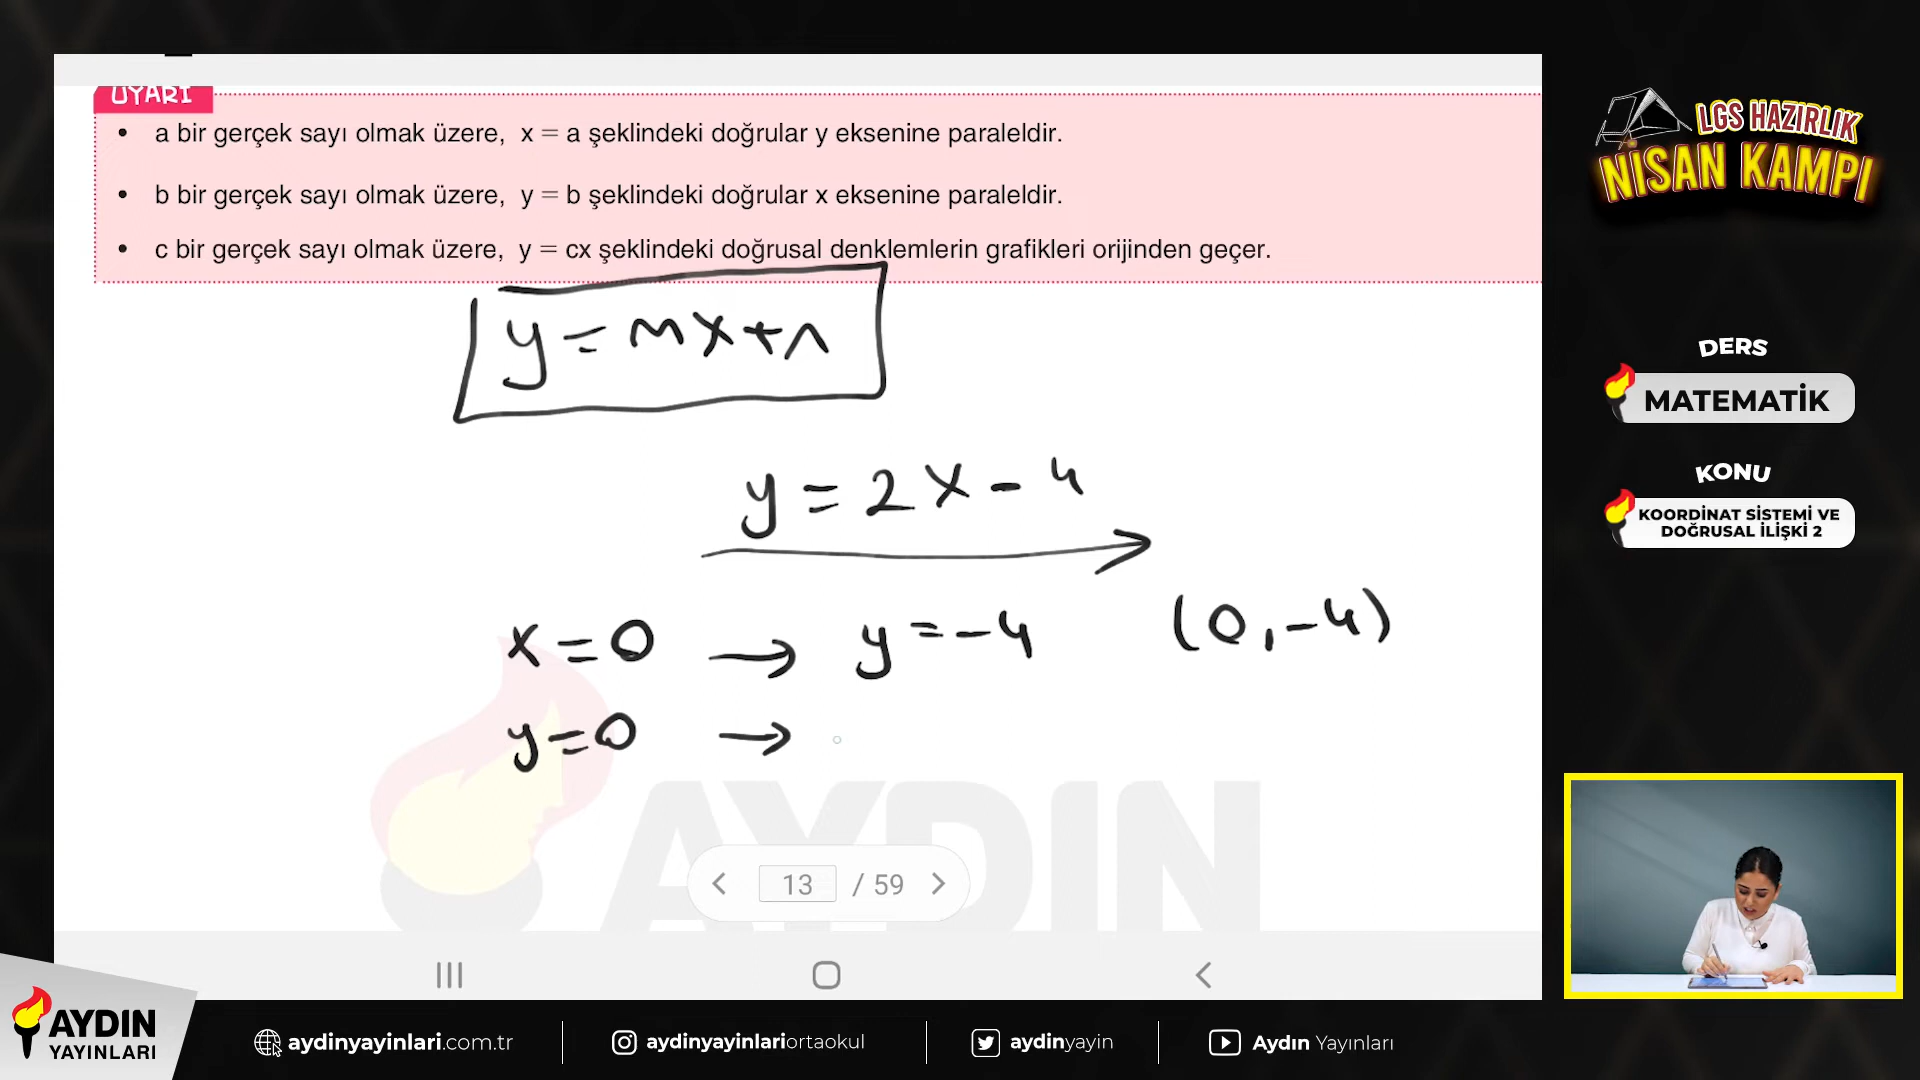 UYARI
• a bir gerçek sayı olmak üzere, x = a şeklindeki doğrular y eksenine paraleldir.
• b bir gerçek sayı olmak üzere, y = b şeklindeki doğrular x eksenine paraleldir.
• c bir gerçek sayı olmak üzere, y = cx şeklindeki doğrusal denklemlerin grafikleri orijinden geçer.
y = mx + n
y = 2x - 4
x = 0 → y = -4 (0, -4)
y = 0 →
AYDIN
13 / 59
LGS HAZIRLIK
NİSAN KAMPI
DERS
MATEMATİK
KONU
KOORDİNAT SİSTEMİ VE
DOĞRUSAL İLİŞKİ 2
AYDIN
YAYINLARI
aydinyayinlari.com.tr
aydinyayinlariortaokul
aydinyayin
Aydın Yayınları